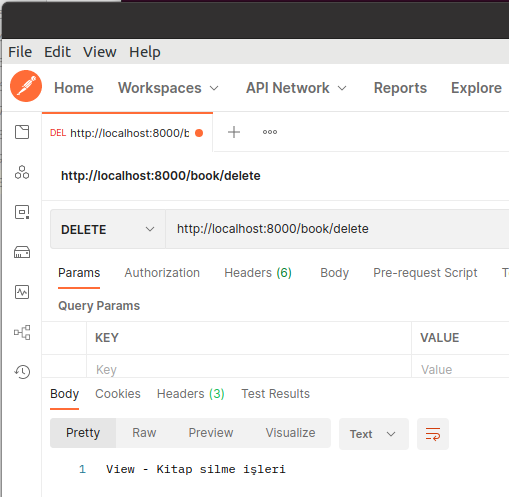 File Edit View Help
Home Workspaces API Network Reports Explore
DEL http://localhost:8000/b
http://localhost:8000/book/delete
DELETE http://localhost:8000/book/delete
Params Authorization Headers (6) Body Pre-request Script T
Query Params
KEY VALUE
Key Value
Body Cookies Headers (3) Test Results
Pretty Raw Preview Visualize Text
1 View - Kitap silme işleri